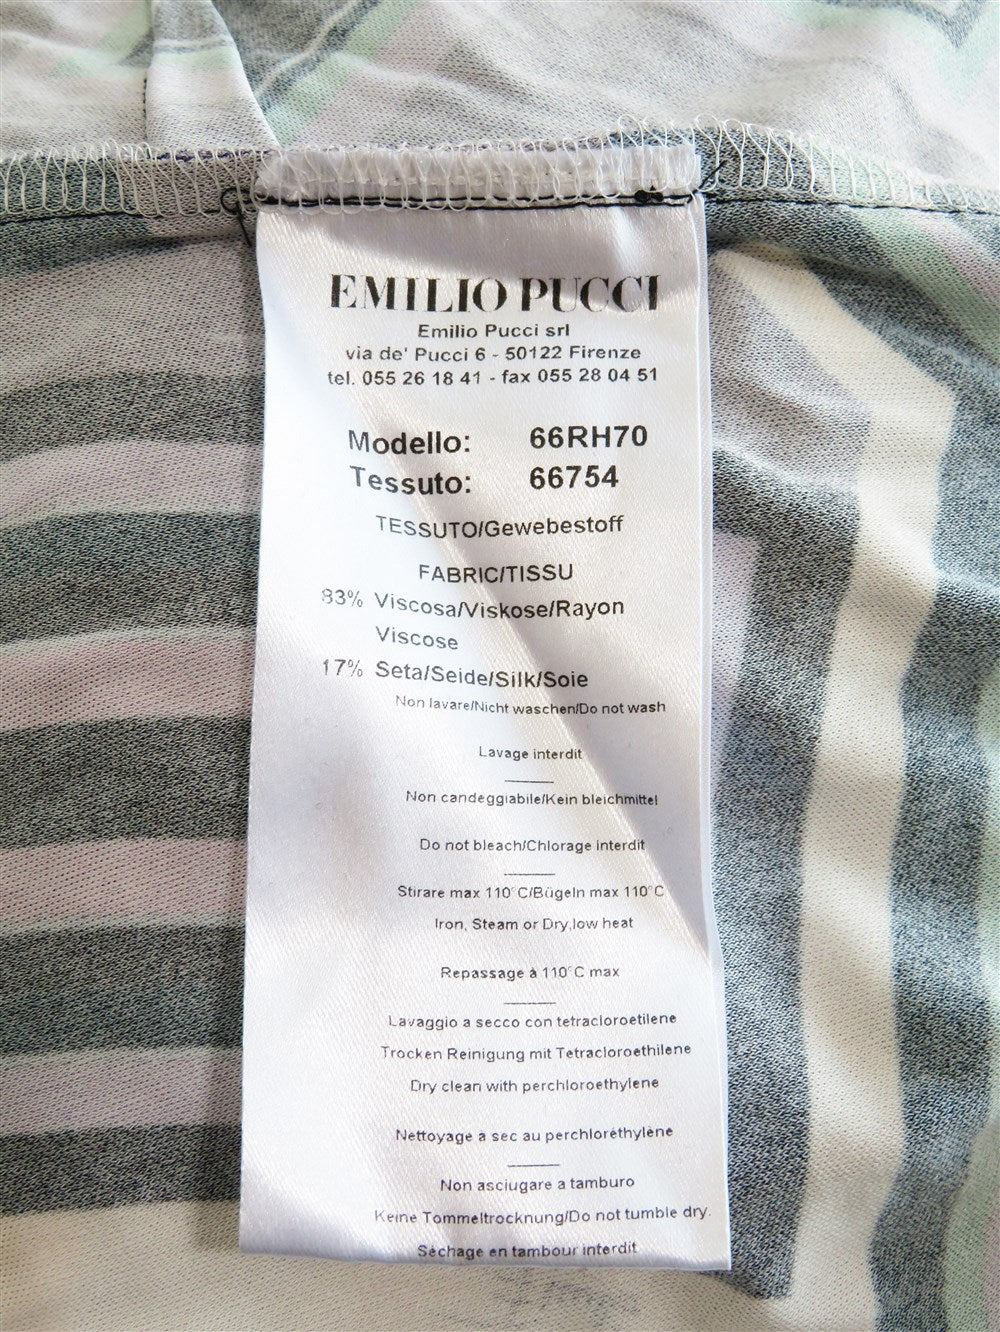 EMILIO PUCCI
Emilio Pucci srl
via de' Pucci 6 - 50122 Firenze
tel. 055 26 18 41 - fax 055 28 04 51
Modello: 66RH70
Tessuto: 66754
TESSUTO/Gewebestoff
FABRIC/TISSU
83% Viscosa/Viskose/Rayon
Viscose
17% Seta/Seide/Silk/Soie
Non lavare/Nicht waschen/Do not wash
Lavage interdit
Non candeggiabile/Kein bleichmittel
Do not bleach/Chlorage interdit
Stirare max 110°C/Bügeln max 110°C
Iron, Steam or Dry,low heat
Repassage à 110°C max
Lavaggio a secco con tetracloroetilene
Trocken Reinigung mit Tetracloroethilene
Dry clean with perchloroethylene
Nettoyage a sec au perchloréthylène
Non asciugare a tamburo
Keine Tommeltrocknung/Do not tumble dry.
Séchage en tambour interdit